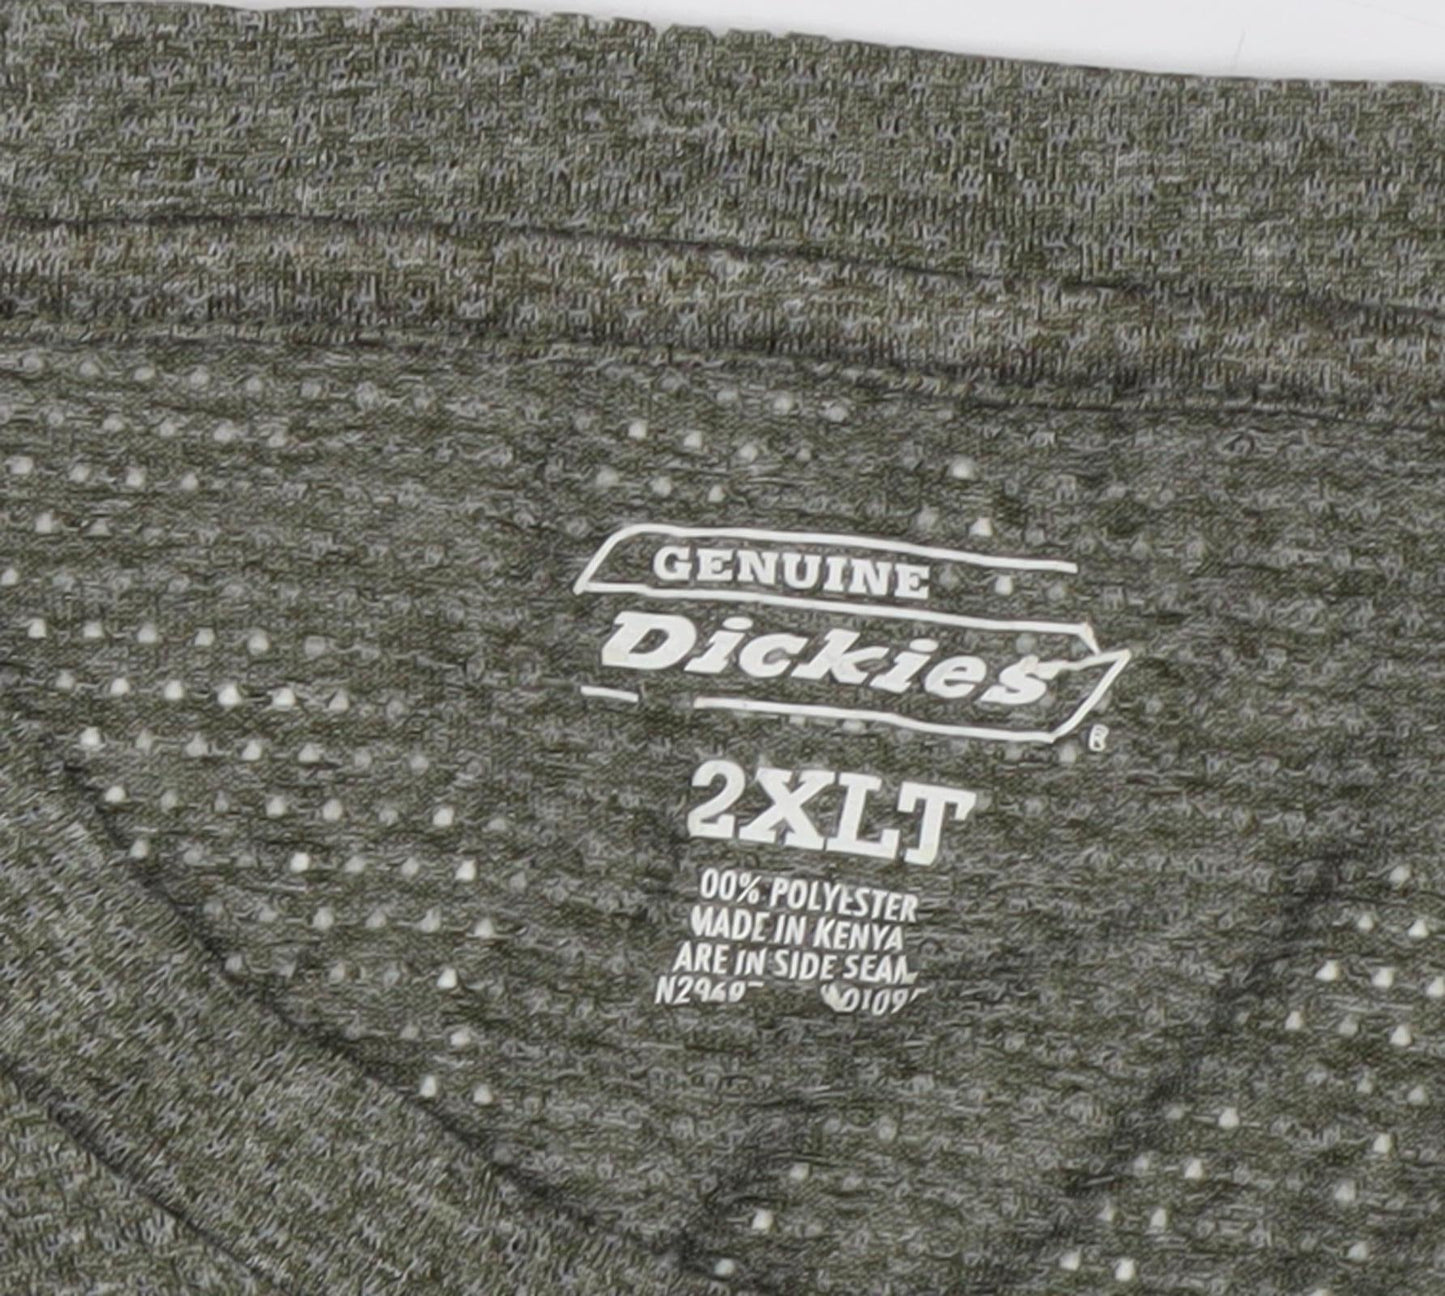 GENUINE
Dickies
®
2XLT
00% POLYESTER
MADE IN KENYA
ARE IN SIDE SEAM